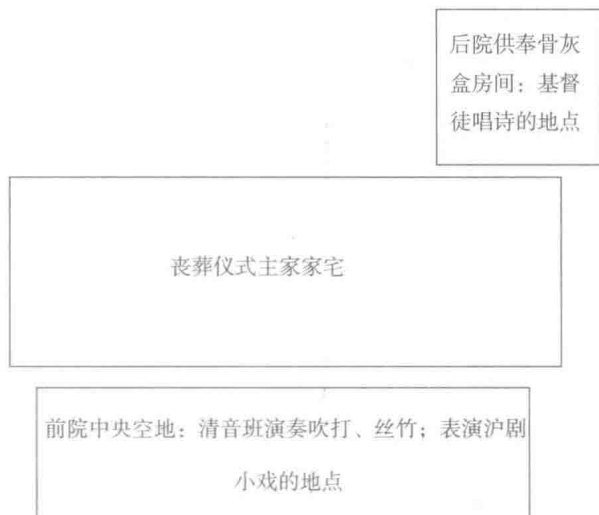 后院供奉骨灰
盒房间：基督
徒唱诗的地点
丧葬仪式主家家宅
前院中央空地：清音班演奏吹打、丝竹；表演沪剧
小戏的地点